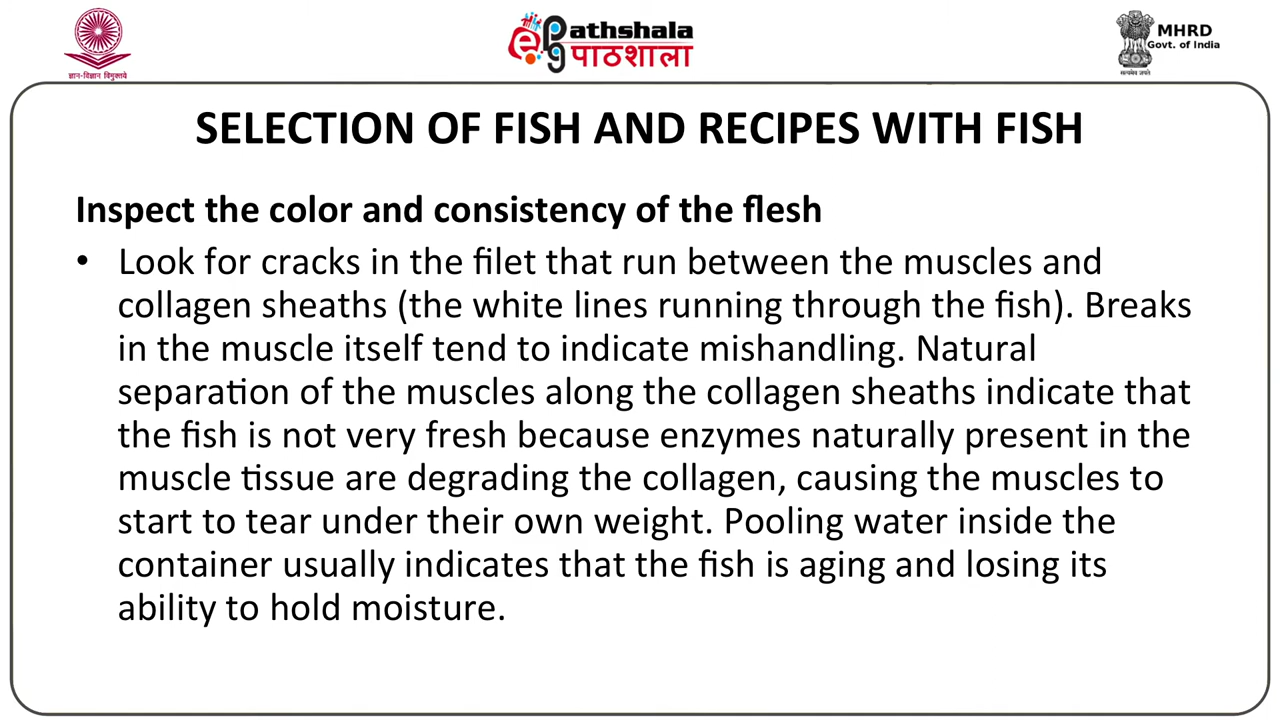 ज्ञान-विज्ञान विमुक्तये
Pathshala
पाठशाला
MHRD
Govt. of India
सत्यमेव जयते
SELECTION OF FISH AND RECIPES WITH FISH
Inspect the color and consistency of the flesh
• Look for cracks in the filet that run between the muscles and
collagen sheaths (the white lines running through the fish). Breaks
in the muscle itself tend to indicate mishandling. Natural
separation of the muscles along the collagen sheaths indicate that
the fish is not very fresh because enzymes naturally present in the
muscle tissue are degrading the collagen, causing the muscles to
start to tear under their own weight. Pooling water inside the
container usually indicates that the fish is aging and losing its
ability to hold moisture.